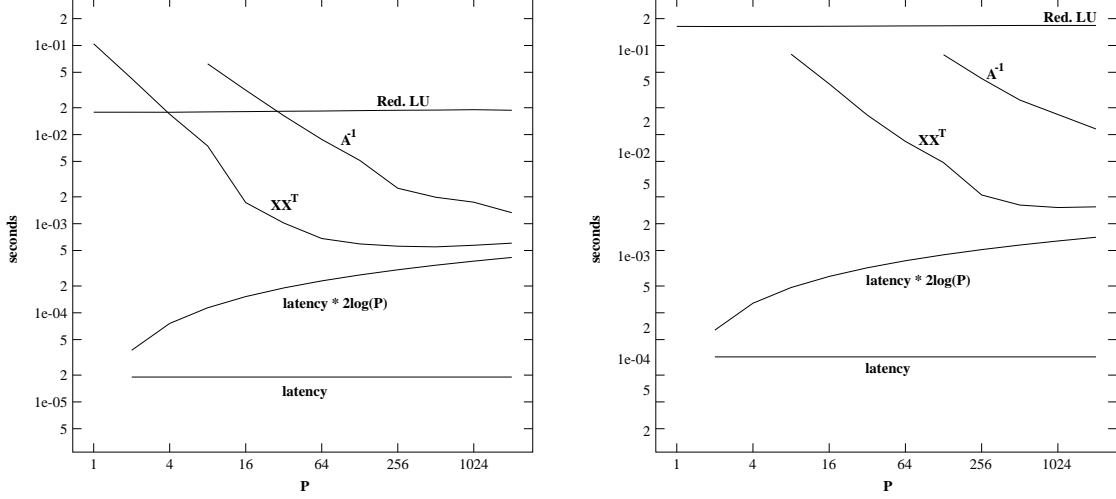 2
1e-01
5
2
1e-02
5
2
1e-03
5
2
1e-04
5
2
1e-05
5
seconds
Red. LU
A-1
XXT
latency * 2log(P)
latency
1 4 16 64 256 1024
P
2
1e-01
5
2
1e-02
5
2
1e-03
5
2
1e-04
5
2
seconds
Red. LU
A-1
XXT
latency * 2log(P)
latency
1 4 16 64 256 1024
P